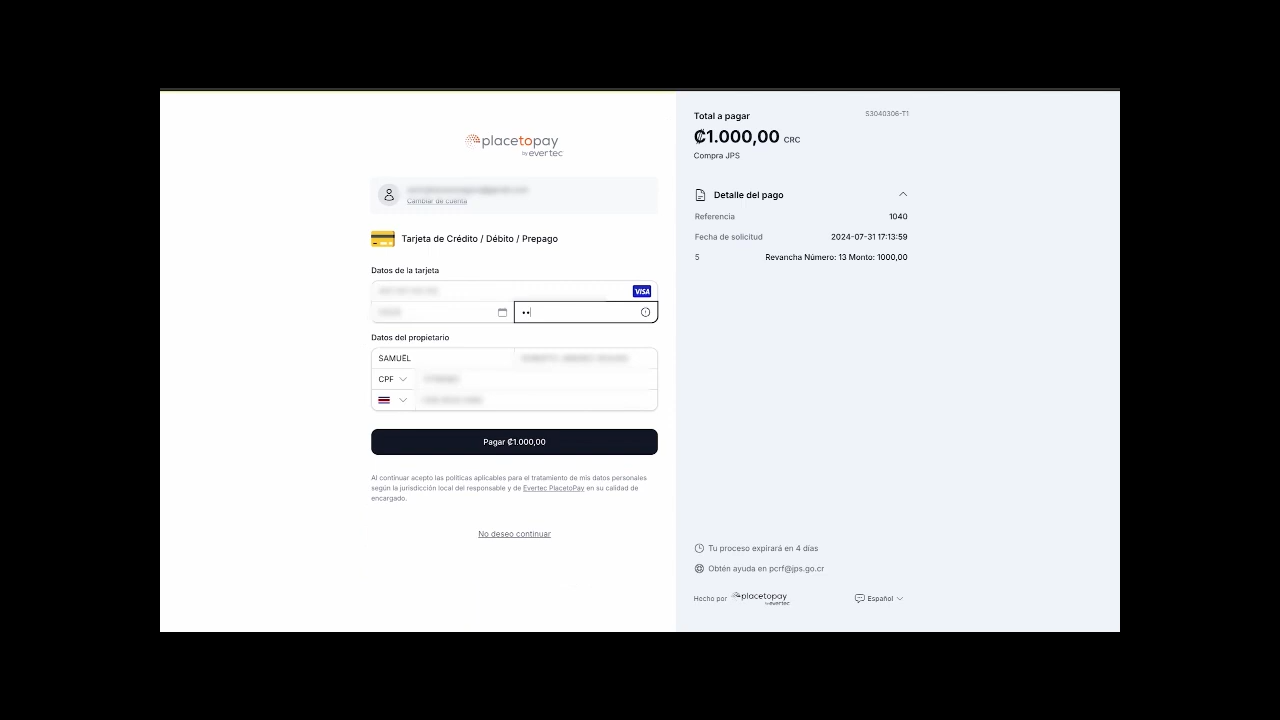 placetopay
by evertec
Cambiar de cuenta
Tarjeta de Crédito / Débito / Prepago
Datos de la tarjeta
VISA
Datos del propietario
SAMUEL
CPF
Pagar ₡1.000,00
Al continuar acepto las políticas aplicables para el tratamiento de mis datos personales
según la jurisdicción local del responsable y de Evertec PlacetoPay en su calidad de
encargado.
No deseo continuar
Total a pagar S3040306-T1
₡1.000,00 CRC
Compra JPS
Detalle del pago
Referencia 1040
Fecha de solicitud 2024-07-31 17:13:59
5 Revancha Número: 13 Monto: 1000,00
Tu proceso expirará en 4 días
Obtén ayuda en pcrf@jps.go.cr
Hecho por placetopay
by evertec
Español